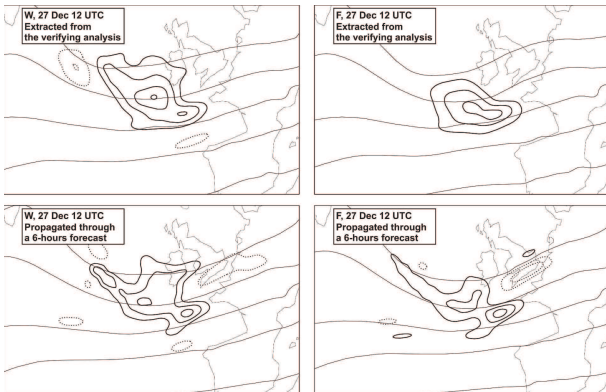 W, 27 Dec 12 UTC
Extracted from
the verifying analysis
F, 27 Dec 12 UTC
Extracted from
the verifying analysis
W, 27 Dec 12 UTC
Propagated through
a 6-hours forecast
F, 27 Dec 12 UTC
Propagated through
a 6-hours forecast